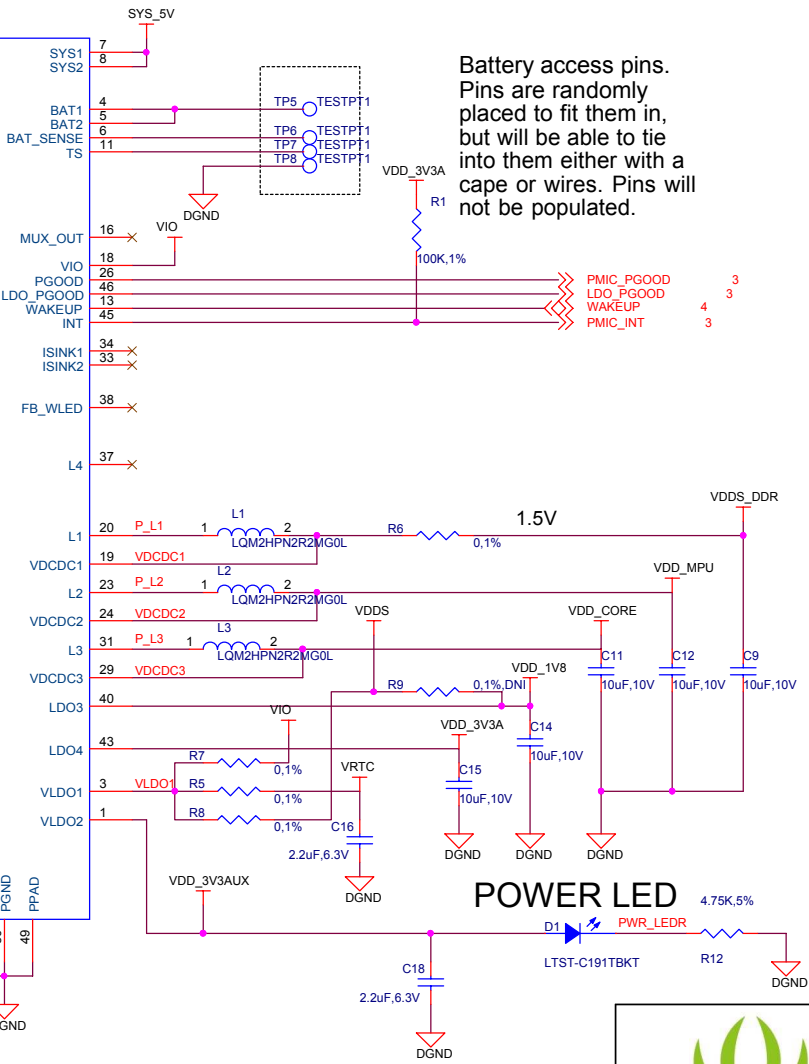 SYS_5V
SYS1 7
SYS2 8
BAT1 4
BAT2 5
BAT_SENSE 6
TS 11
TP5 TESTPT1
TP6 TESTPT1
TP7 TESTPT1
TP8 TESTPT1
DGND
Battery access pins.
Pins are randomly
placed to fit them in,
but will be able to tie
into them either with a
cape or wires. Pins will
not be populated.
VDD_3V3A
R1
100K,1%
MUX_OUT 16
VIO
VIO 18
PGOOD 26
LDO_PGOOD 46
WAKEUP 13
INT 45
PMIC_PGOOD 3
LDO_PGOOD 3
WAKEUP 4
PMIC_INT 3
ISINK1 34
ISINK2 33
FB_WLED 38
L4 37
VDDS_DDR
L1 20 P_L1 1 L1 2
LQM2HPN2R2MG0L
R6 0,1%
1.5V
VDCDC1 19 VDCDC1
VDD_MPU
L2 23 P_L2 1 L2 2
LQM2HPN2R2MG0L
VDCDC2 24 VDCDC2
VDDS
VDD_CORE
L3 31 P_L3 1 L3 2
LQM2HPN2R2MG0L
C11 10uF,10V
C12 10uF,10V
C9 10uF,10V
VDCDC3 29 VDCDC3
VDD_1V8
R9 0,1%,DNI
LDO3 40
VIO
VDD_3V3A
C14 10uF,10V
LDO4 43
R7 0,1%
VRTC
C15 10uF,10V
VLDO1 3 VLDO1
R5 0,1%
VLDO2 1
R8 0,1%
C16
2.2uF,6.3V
DGND
DGND
DGND
DGND
VDD_3V3AUX
PGND
PPAD
49
POWER LED
D1
LTST-C191TBKT
PWR_LEDR
4.75K,5%
R12
DGND
C18
2.2uF,6.3V
DGND